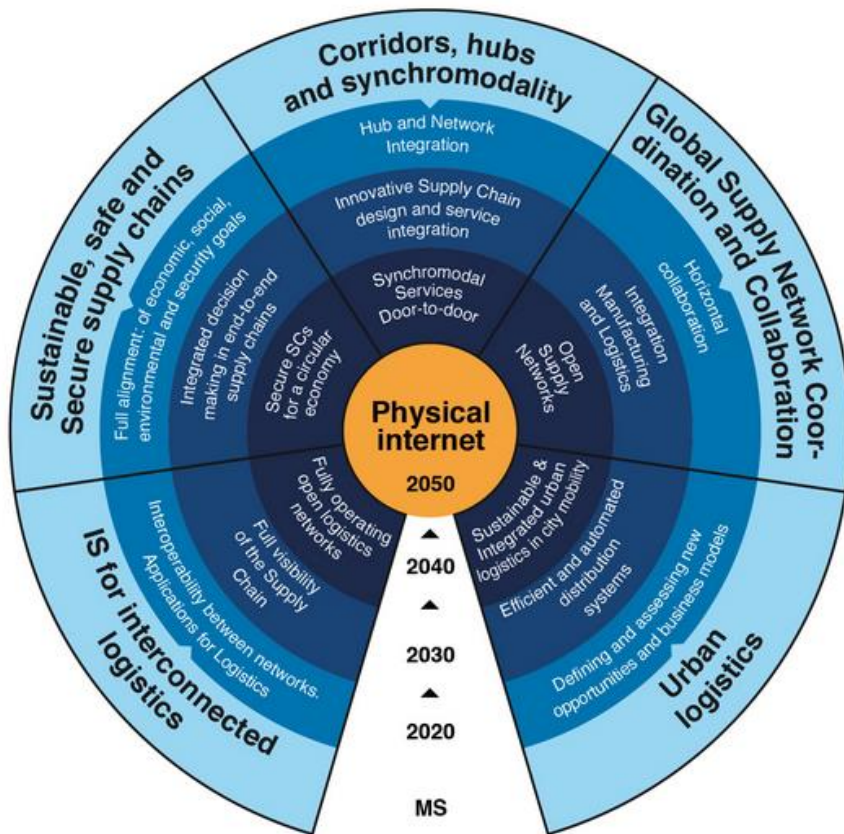 Corridors, hubs
and synchromodality
Hub and Network
Integration
Innovative Supply Chain
design and service
integration
Synchromodal
Services
Door-to-door
Global Supply Network Coor-
dination and Collaboration
Horizontal
collaboration
Integration
Manufacturing
and Logistics
Open
Supply
Networks
Urban
logistics
Defining and assessing new
opportunities and business models
Efficient and automated
distribution
systems
Sustainable &
Integrated urban
logistics in city mobility
IS for interconnected
logistics
Interoperability between networks.
Applications for Logistics
Full visibility
of the Supply
Chain
Fully operating
open logistics
networks
Sustainable, safe and
Secure supply chains
Full alignment: of economic, social,
environmental and security goals
Integrated decision
making in end-to-end
supply chains
Secure SCs
for a circular
economy
Physical
internet
2050
2040
2030
2020
MS